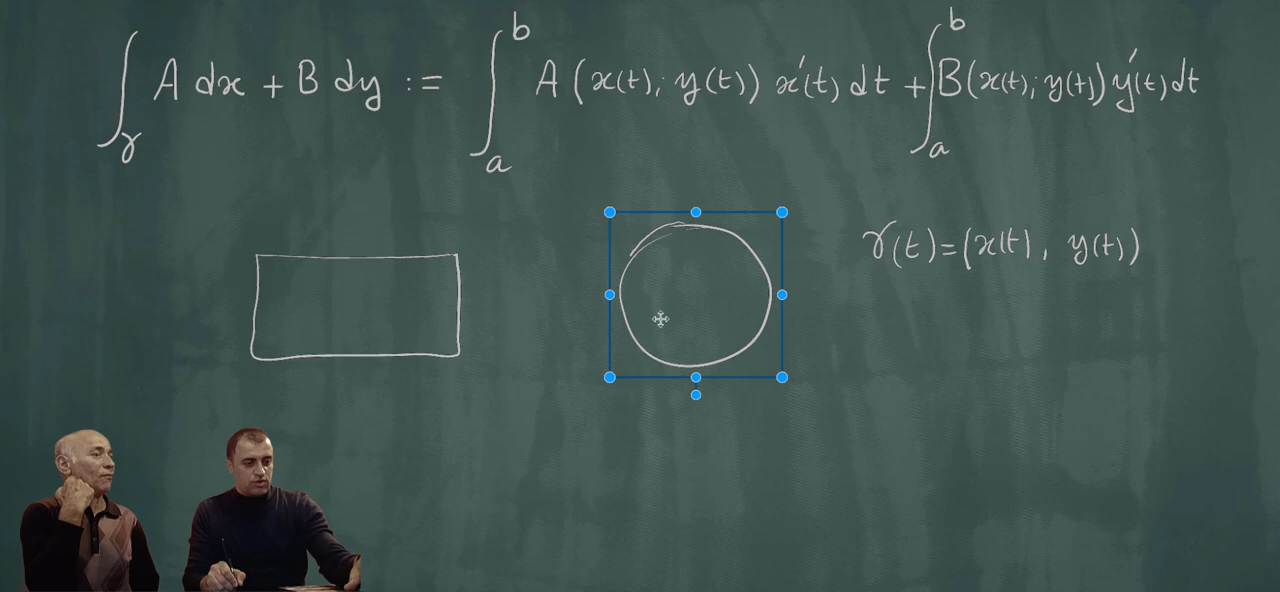 ∫_γ A dx + B dy := ∫_a^b A (x(t); y(t)) x'(t) dt + ∫_a^b B(x(t); y(t)) y'(t) dt
γ(t)=(x(t), y(t))